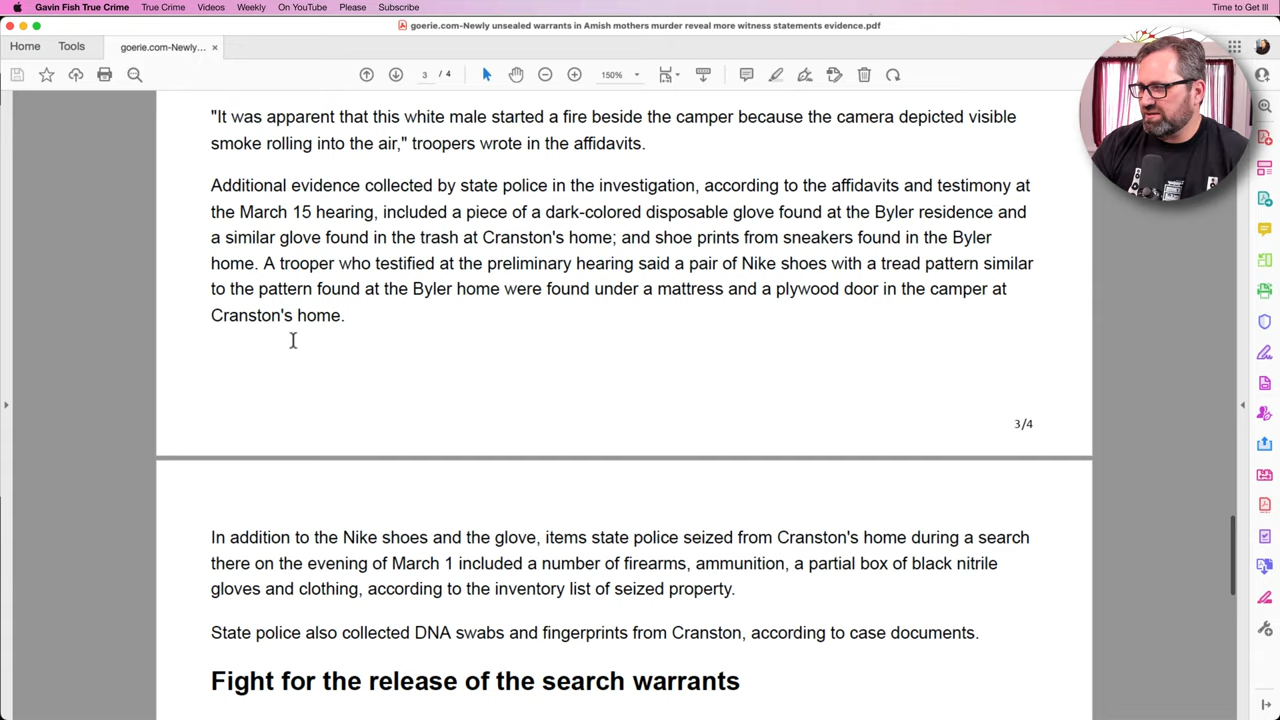 Gavin Fish True Crime True Crime Videos Weekly On YouTube Please Subscribe Time to Get Ill
goerie.com-Newly unsealed warrants in Amish mothers murder reveal more witness statements evidence.pdf
Home Tools goerie.com-Newly... ×
3 / 4 150%
"It was apparent that this white male started a fire beside the camper because the camera depicted visible
smoke rolling into the air," troopers wrote in the affidavits.
Additional evidence collected by state police in the investigation, according to the affidavits and testimony at
the March 15 hearing, included a piece of a dark-colored disposable glove found at the Byler residence and
a similar glove found in the trash at Cranston's home; and shoe prints from sneakers found in the Byler
home. A trooper who testified at the preliminary hearing said a pair of Nike shoes with a tread pattern similar
to the pattern found at the Byler home were found under a mattress and a plywood door in the camper at
Cranston's home.
3/4
In addition to the Nike shoes and the glove, items state police seized from Cranston's home during a search
there on the evening of March 1 included a number of firearms, ammunition, a partial box of black nitrile
gloves and clothing, according to the inventory list of seized property.
State police also collected DNA swabs and fingerprints from Cranston, according to case documents.
Fight for the release of the search warrants